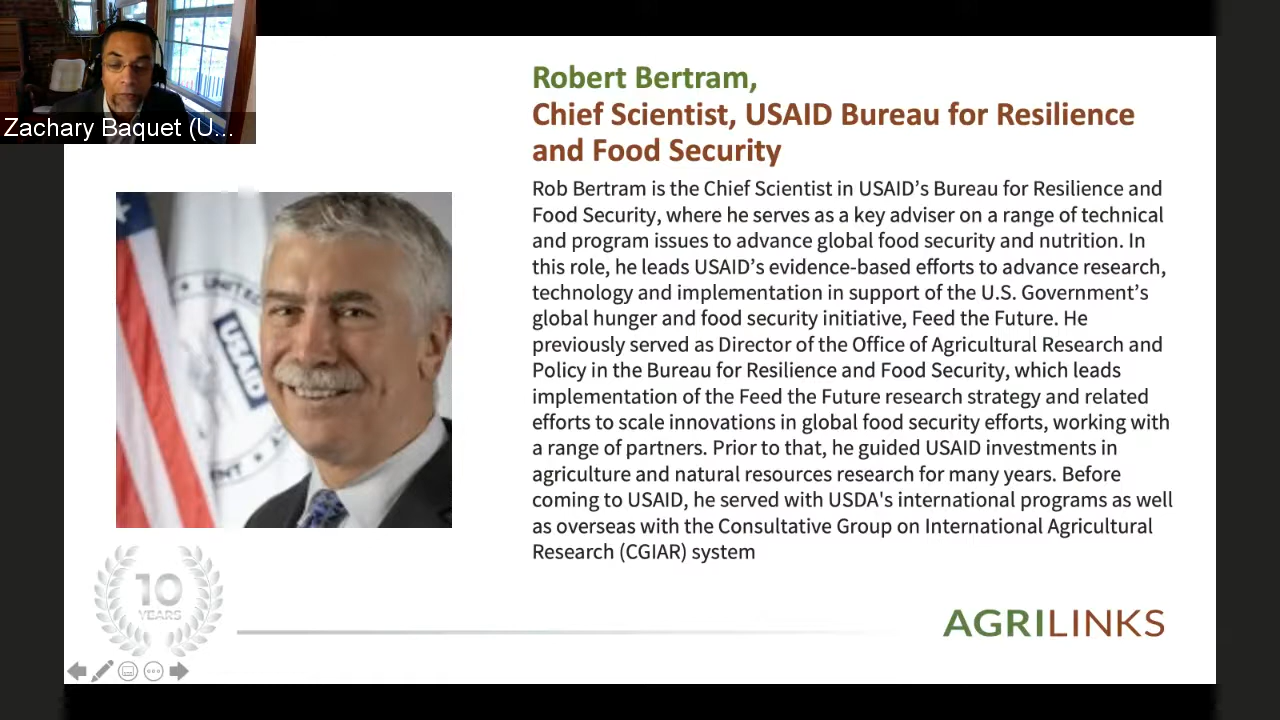 Zachary Baquet (U...
Robert Bertram,
Chief Scientist, USAID Bureau for Resilience
and Food Security
Rob Bertram is the Chief Scientist in USAID’s Bureau for Resilience and
Food Security, where he serves as a key adviser on a range of technical
and program issues to advance global food security and nutrition. In
this role, he leads USAID’s evidence-based efforts to advance research,
technology and implementation in support of the U.S. Government’s
global hunger and food security initiative, Feed the Future. He
previously served as Director of the Office of Agricultural Research and
Policy in the Bureau for Resilience and Food Security, which leads
implementation of the Feed the Future research strategy and related
efforts to scale innovations in global food security efforts, working with
a range of partners. Prior to that, he guided USAID investments in
agriculture and natural resources research for many years. Before
coming to USAID, he served with USDA's international programs as well
as overseas with the Consultative Group on International Agricultural
Research (CGIAR) system
USAID
10
YEARS
AGRILINKS